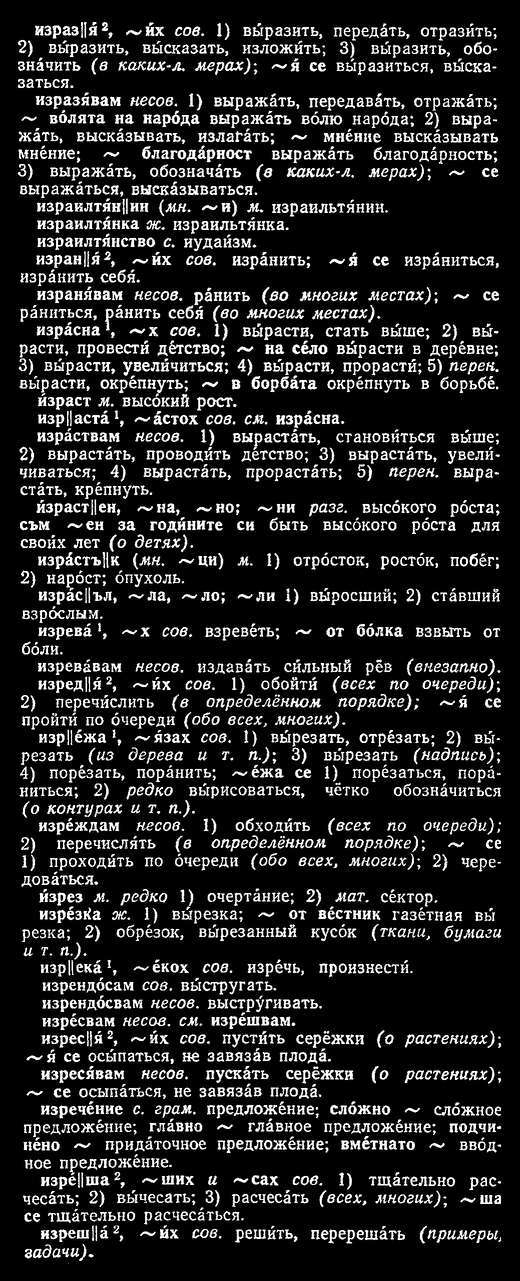 израз||я́², ~и́х сов. 1) вы́разить, переда́ть, отрази́ть;
2) вы́разить, вы́сказать, изложи́ть; 3) вы́разить, обо-
зна́чить (в каких-л. мерах); ~я́ се вы́разиться, вы́ска-
заться.
изразя́вам несов. 1) выража́ть, передава́ть, отража́ть;
~ во́лята на наро́да выража́ть во́лю наро́да; 2) выра-
жа́ть, выска́зывать, излага́ть; ~ мне́ние выска́зывать
мне́ние; ~ благода́рност выража́ть благода́рность;
3) выража́ть, обознача́ть (в каких-л. мерах); ~ се
выража́ться, выска́зываться.
израилтя́н||ин (мн. ~и) м. израильтя́нин.
израилтя́нка ж. израильтя́нка.
израилтя́нство с. иудаи́зм.
изран||я́², ~и́х сов. изра́нить; ~я́ се изра́ниться,
изра́нить себя́.
израня́вам несов. ра́нить (во многих местах); ~ се
ра́ниться, ра́нить себя́ (во многих местах).
изра́сна¹, ~х сов. 1) вы́расти, стать вы́ше; 2) вы́-
расти, провести́ де́тство; ~ на се́ло вы́расти в дере́вне;
3) вы́расти, увели́читься; 4) вы́расти, прорасти́; 5) перен.
вы́расти, окре́пнуть; ~ в борба́та окре́пнуть в борьбе́.
и́зраст м. высо́кий рост.
изр||аста́¹, ~а́стох сов. см. изра́сна.
изра́ствам несов. 1) выраста́ть, станови́ться вы́ше;
2) выраста́ть, проводи́ть де́тство; 3) выраста́ть, увели́-
чиваться; 4) выраста́ть, прораста́ть; 5) перен. выра-
ста́ть, кре́пнуть.
и́зраст||ен, ~на, ~но; ~ни разг. высо́кого ро́ста;
съм ~ен за годи́ните си быть высо́кого ро́ста для
свои́х лет (о детях).
изра́стъ||к (мн. ~ци) м. 1) отро́сток, росто́к, побе́г;
2) наро́ст; о́пухоль.
изра́с||ъл, ~ла, ~ло; ~ли 1) вы́росший; 2) ста́вший
взро́слым.
изрева́¹, ~х сов. взреве́ть; ~ от бо́лка взвыть от
бо́ли.
изрева́вам несов. издава́ть си́льный рёв (внезапно).
изред||я́², ~и́х сов. 1) обойти́ (всех по очереди);
2) перечи́слить (в определённом порядке); ~я́ се
пройти́ по о́череди (обо всех, многих).
изр||е́жа¹, ~я́зах сов. 1) вы́резать, отре́зать; 2) вы́-
резать (из дерева и т. п.); 3) вы́резать (надпись);
4) поре́зать, пора́нить; ~е́жа се 1) поре́заться, пора́-
ниться; 2) редко вы́рисоваться, чётко обозна́читься
(о контурах и т. п.).
изре́ждам несов. 1) обходи́ть (всех по очереди);
2) перечисля́ть (в определённом порядке); ~ се
1) проходи́ть по о́череди (обо всех, многих); 2) чере-
дова́ться.
и́зрез м. редко 1) очерта́ние; 2) мат. се́ктор.
изре́зка ж. 1) вы́резка; ~ от ве́стник газе́тная вы́
резка; 2) обре́зок, вы́резанный кусо́к (ткани, бумаги
и т. п.).
изр||ека́¹, ~е́кох сов. изре́чь, произнести́.
изрендо́сам сов. вы́стругать.
изрендо́свам несов. выстру́гивать.
изре́свам несов. см. изре́швам.
изрес||я́², ~и́х сов. пусти́ть серёжки (о растениях);
~я́ се осы́паться, не завяза́в плода́.
изреся́вам несов. пуска́ть серёжки (о растениях);
~ се осыпа́ться, не завяза́в плода́.
изрече́ние с. грам. предложе́ние; сло́жно ~ сло́жное
предложе́ние; гла́вно ~ гла́вное предложе́ние; подчи-
не́но ~ прида́точное предложе́ние; вме́тнато ~ вво́д-
ное предложе́ние.
изре́||ша², ~ших и ~сах сов. 1) тща́тельно рас-
чеса́ть; 2) вы́чесать; 3) расчеса́ть (всех, многих); ~ша
се тща́тельно расчеса́ться.
изреш||а́², ~и́х сов. реши́ть, перереша́ть (примеры,
задачи).